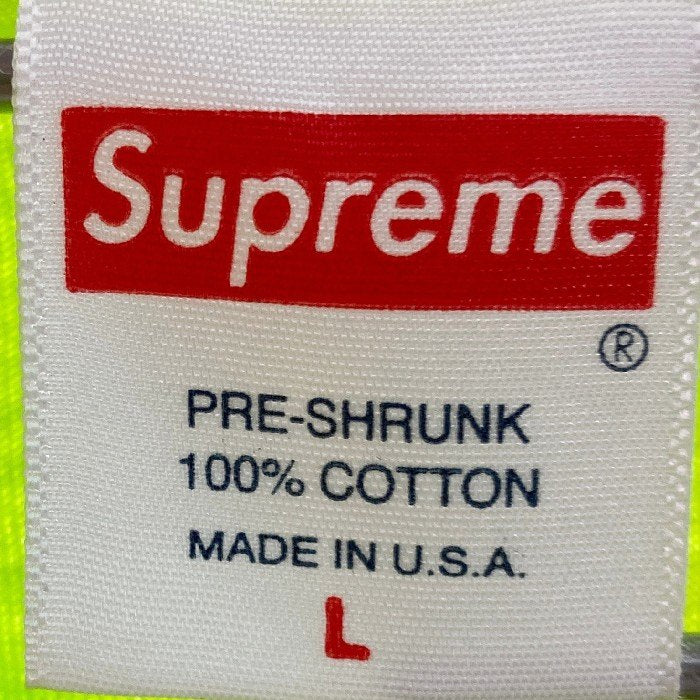 Supreme
®
PRE-SHRUNK
100% COTTON
MADE IN U.S.A.
L